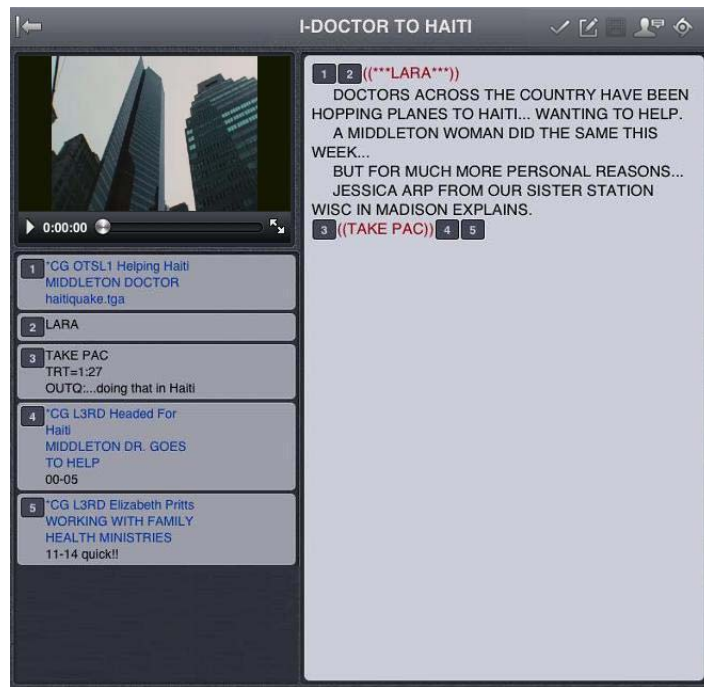 I-DOCTOR TO HAITI
0:00:00
1 *CG OTSL1 Helping Haiti
MIDDLETON DOCTOR
haitiquake.tga
2 LARA
3 TAKE PAC
TRT=1:27
OUTQ:...doing that in Haiti
4 *CG L3RD Headed For
Haiti
MIDDLETON DR. GOES
TO HELP
00-05
5 *CG L3RD Elizabeth Pritts
WORKING WITH FAMILY
HEALTH MINISTRIES
11-14 quick!!
1 2 ((***LARA***))
DOCTORS ACROSS THE COUNTRY HAVE BEEN
HOPPING PLANES TO HAITI... WANTING TO HELP.
A MIDDLETON WOMAN DID THE SAME THIS
WEEK...
BUT FOR MUCH MORE PERSONAL REASONS...
JESSICA ARP FROM OUR SISTER STATION
WISC IN MADISON EXPLAINS.
3 ((TAKE PAC)) 4 5